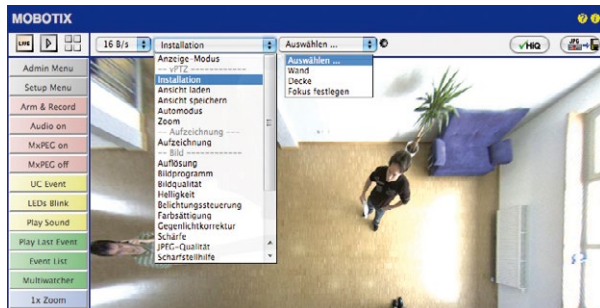 MOBOTIX
LIVE
16 B/s
Installation
Auswählen ...
HiQ
JPG
Admin Menu
Setup Menu
Arm & Record
Audio on
MxPEG on
MxPEG off
UC Event
LEDs Blink
Play Sound
Play Last Event
Event List
Multiwatcher
1x Zoom
Anzeige-Modus
-- vPTZ ------------
Installation
Ansicht laden
Ansicht speichern
Automodus
Zoom
-- Aufzeichnung ---
Aufzeichnung
-- Bild -------------
Auflösung
Bildprogramm
Bildqualität
Helligkeit
Belichtungssteuerung
Farbsättigung
Gegenlichtkorrektur
Schärfe
JPEG-Qualität
Scharfstellhilfe
Auswählen ...
Wand
Decke
Fokus festlegen